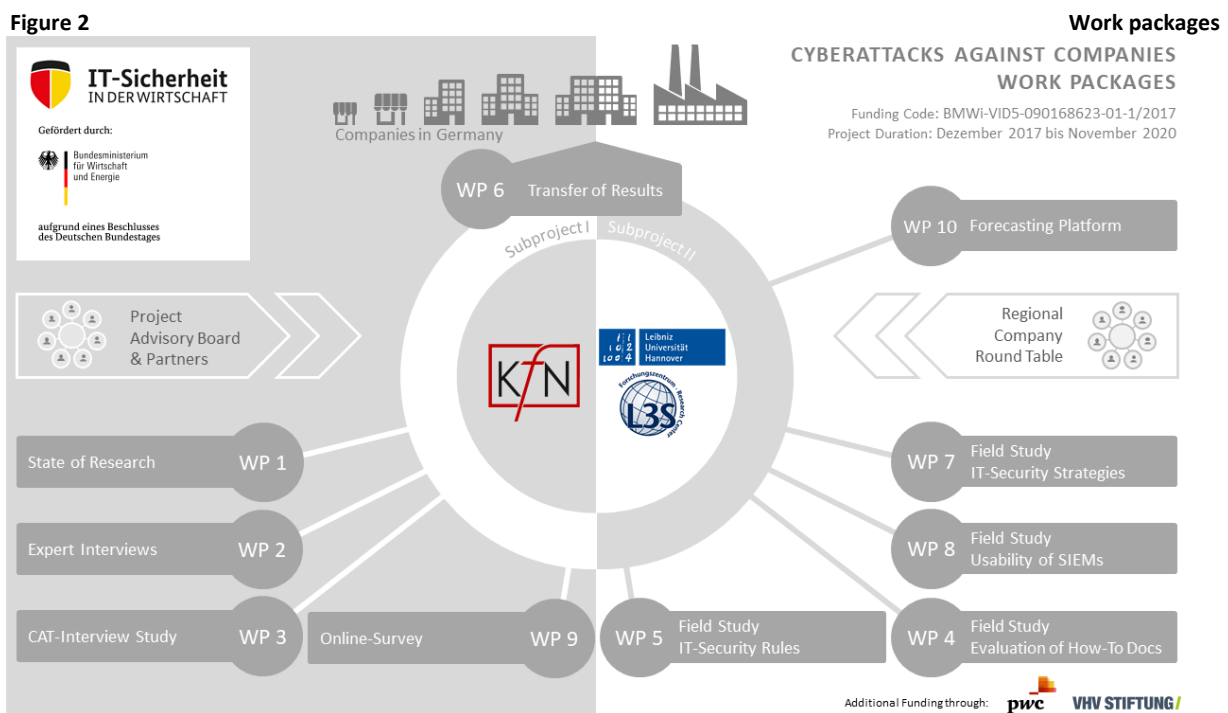 Figure 2
Work packages
IT-Sicherheit
IN DER WIRTSCHAFT
Gefördert durch:
Bundesministerium
für Wirtschaft
und Energie
aufgrund eines Beschlusses
des Deutschen Bundestages
Companies in Germany
CYBERATTACKS AGAINST COMPANIES
WORK PACKAGES
Funding Code: BMWi-VID5-090168623-01-1/2017
Project Duration: Dezember 2017 bis November 2020
WP 6 Transfer of Results
Subproject I
Subproject II
WP 10 Forecasting Platform
Project
Advisory Board
& Partners
Regional
Company
Round Table
KfN
Leibniz
Universität
Hannover
Forschungszentrum - Research Center
L3S
State of Research WP 1
Expert Interviews WP 2
CAT-Interview Study WP 3
Online-Survey WP 9
WP 5 Field Study
IT-Security Rules
WP 7 Field Study
IT-Security Strategies
WP 8 Field Study
Usability of SIEMs
WP 4 Field Study
Evaluation of How-To Docs
Additional Funding through:
pwc
VHV STIFTUNG/